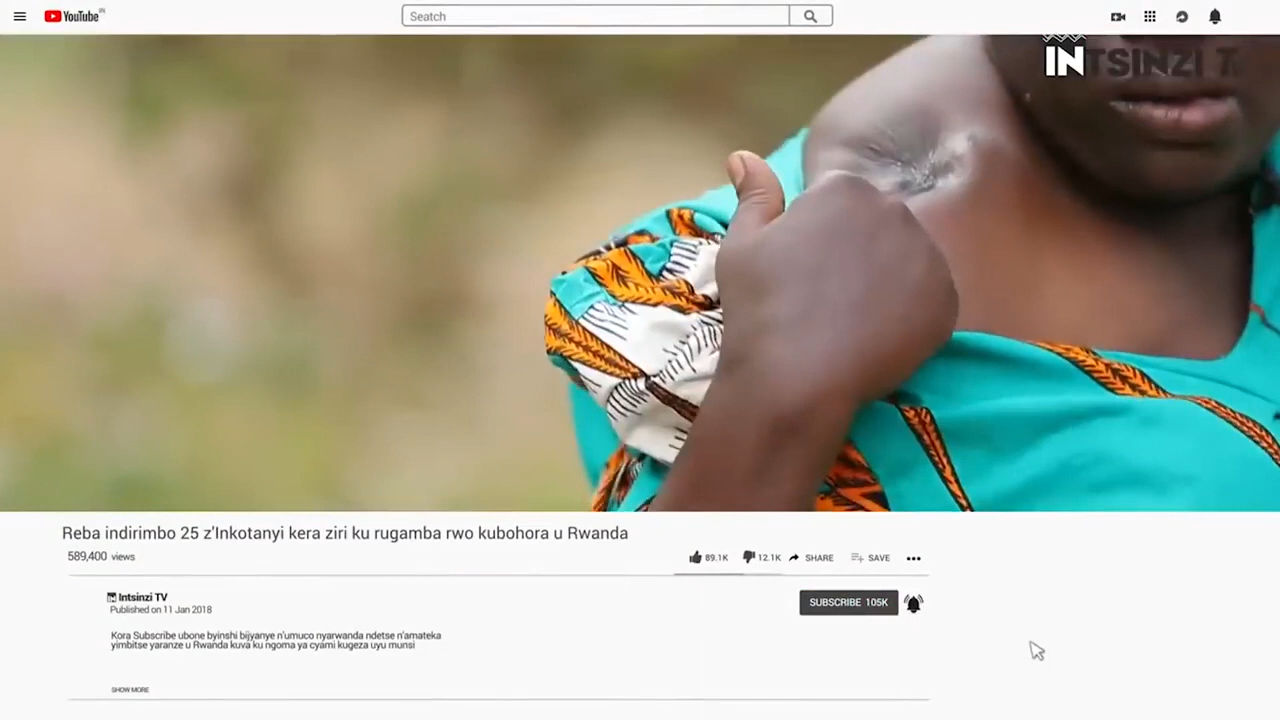 YouTube
Seatch
INTSINZI T
Reba indirimbo 25 z'Inkotanyi kera ziri ku rugamba rwo kubohora u Rwanda
589,400 views
89.1K 12.1K SHARE SAVE
Intsinzi TV
Published on 11 Jan 2018
SUBSCRIBE 105K
Kora Subscribe ubone byinshi bijyanye n'umuco nyarwanda ndetse n'amateka
yimbitse yaranze u Rwanda kuva ku ngoma ya cyami kugeza uyu munsi
SHOW MORE